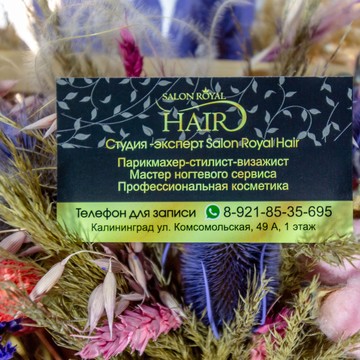 SALON ROYAL
HAIR
Студия -эксперт Salon Royal Hair
Парикмахер-стилист-визажист
Мастер ногтевого сервиса
Профессиональная косметика
Телефон для записи 8-921-85-35-695
Калининград ул. Комсомольская, 49 А, 1 этаж